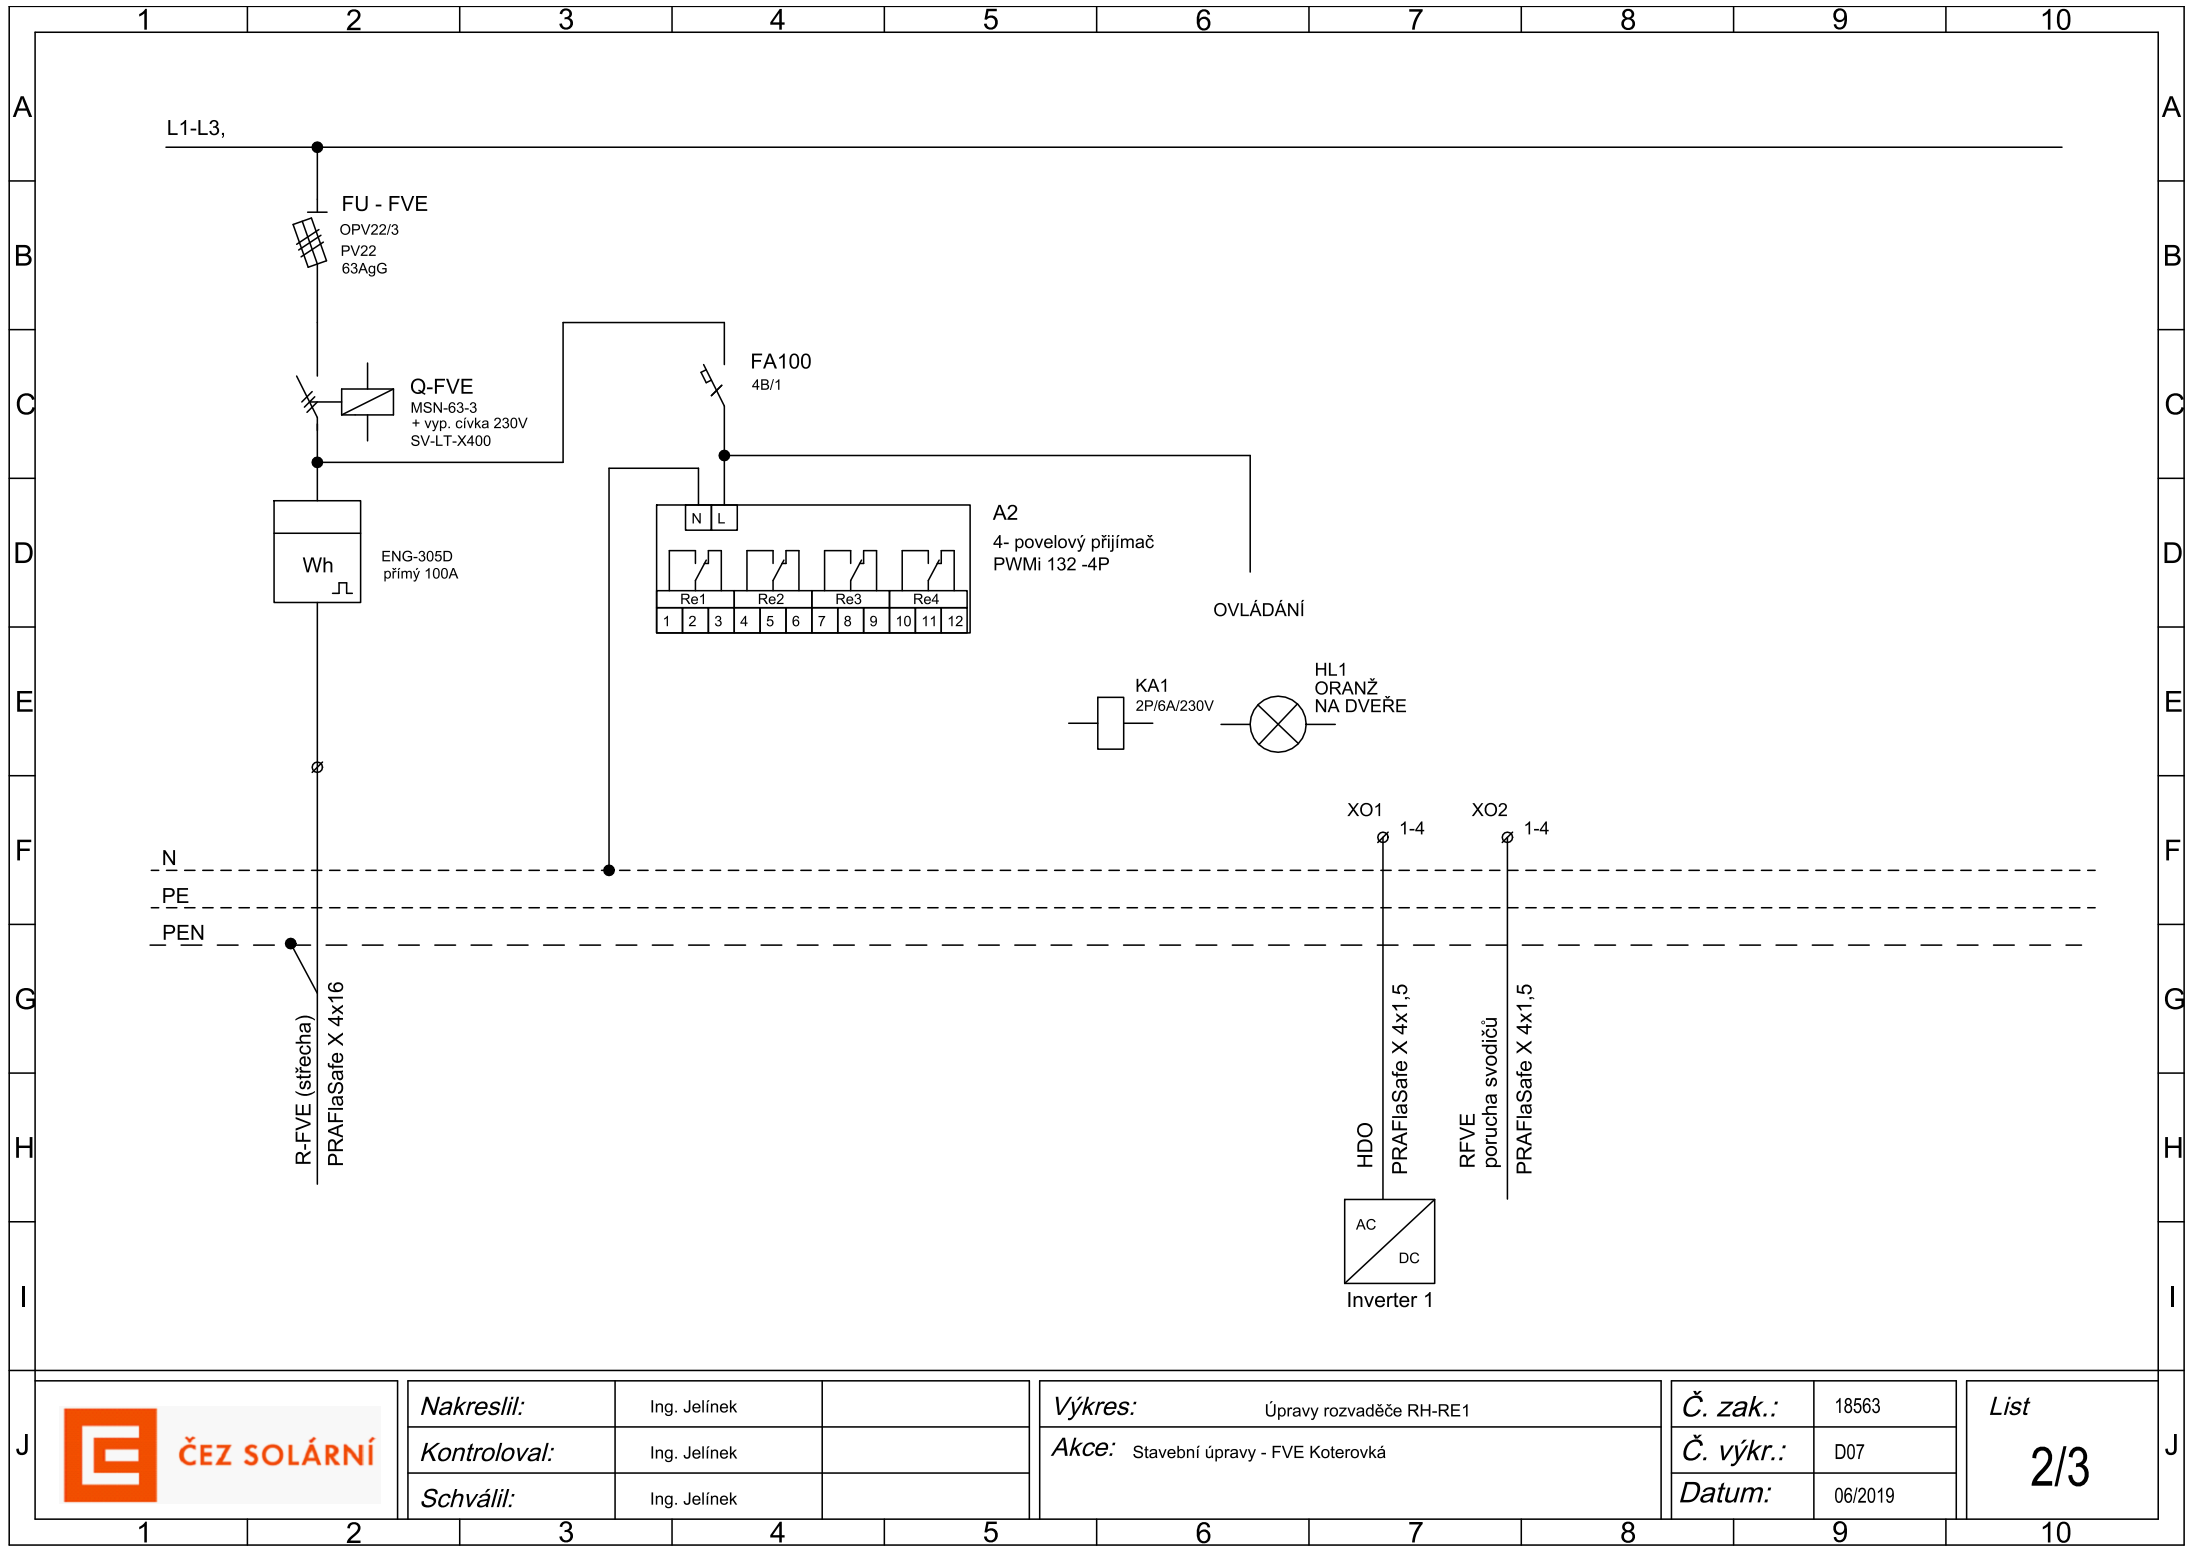 1 2 3 4 5 6 7 8 9 10
A A
L1-L3,
FU - FVE
OPV22/3
PV22
63AgG
B B
FA100
4B/1
Q-FVE
MSN-63-3
+ vyp. cívka 230V
SV-LT-X400
C C
N L
A2
4- povelový přijímač
PWMi 132 -4P
ENG-305D
přímý 100A
Wh
D D
Re1 Re2 Re3 Re4
1 2 3 4 5 6 7 8 9 10 11 12
OVLÁDÁNÍ
KA1
2P/6A/230V
HL1
ORANŽ
NA DVEŘE
E E
XO1 1-4
XO2 1-4
F F
N
PE
PEN
G G
R-FVE (střecha)
PRAFlaSafe X 4x16
HDO
PRAFlaSafe X 4x1,5
RFVE
porucha svodičů
PRAFlaSafe X 4x1,5
H H
AC
DC
Inverter 1
I I
J J
ČEZ SOLÁRNÍ
Nakreslil: Ing. Jelínek
Kontroloval: Ing. Jelínek
Schválil: Ing. Jelínek
Výkres: Úpravy rozvaděče RH-RE1
Akce: Stavební úpravy - FVE Koterovká
Č. zak.: 18563
Č. výkr.: D07
Datum: 06/2019
List
2/3
1 2 3 4 5 6 7 8 9 10